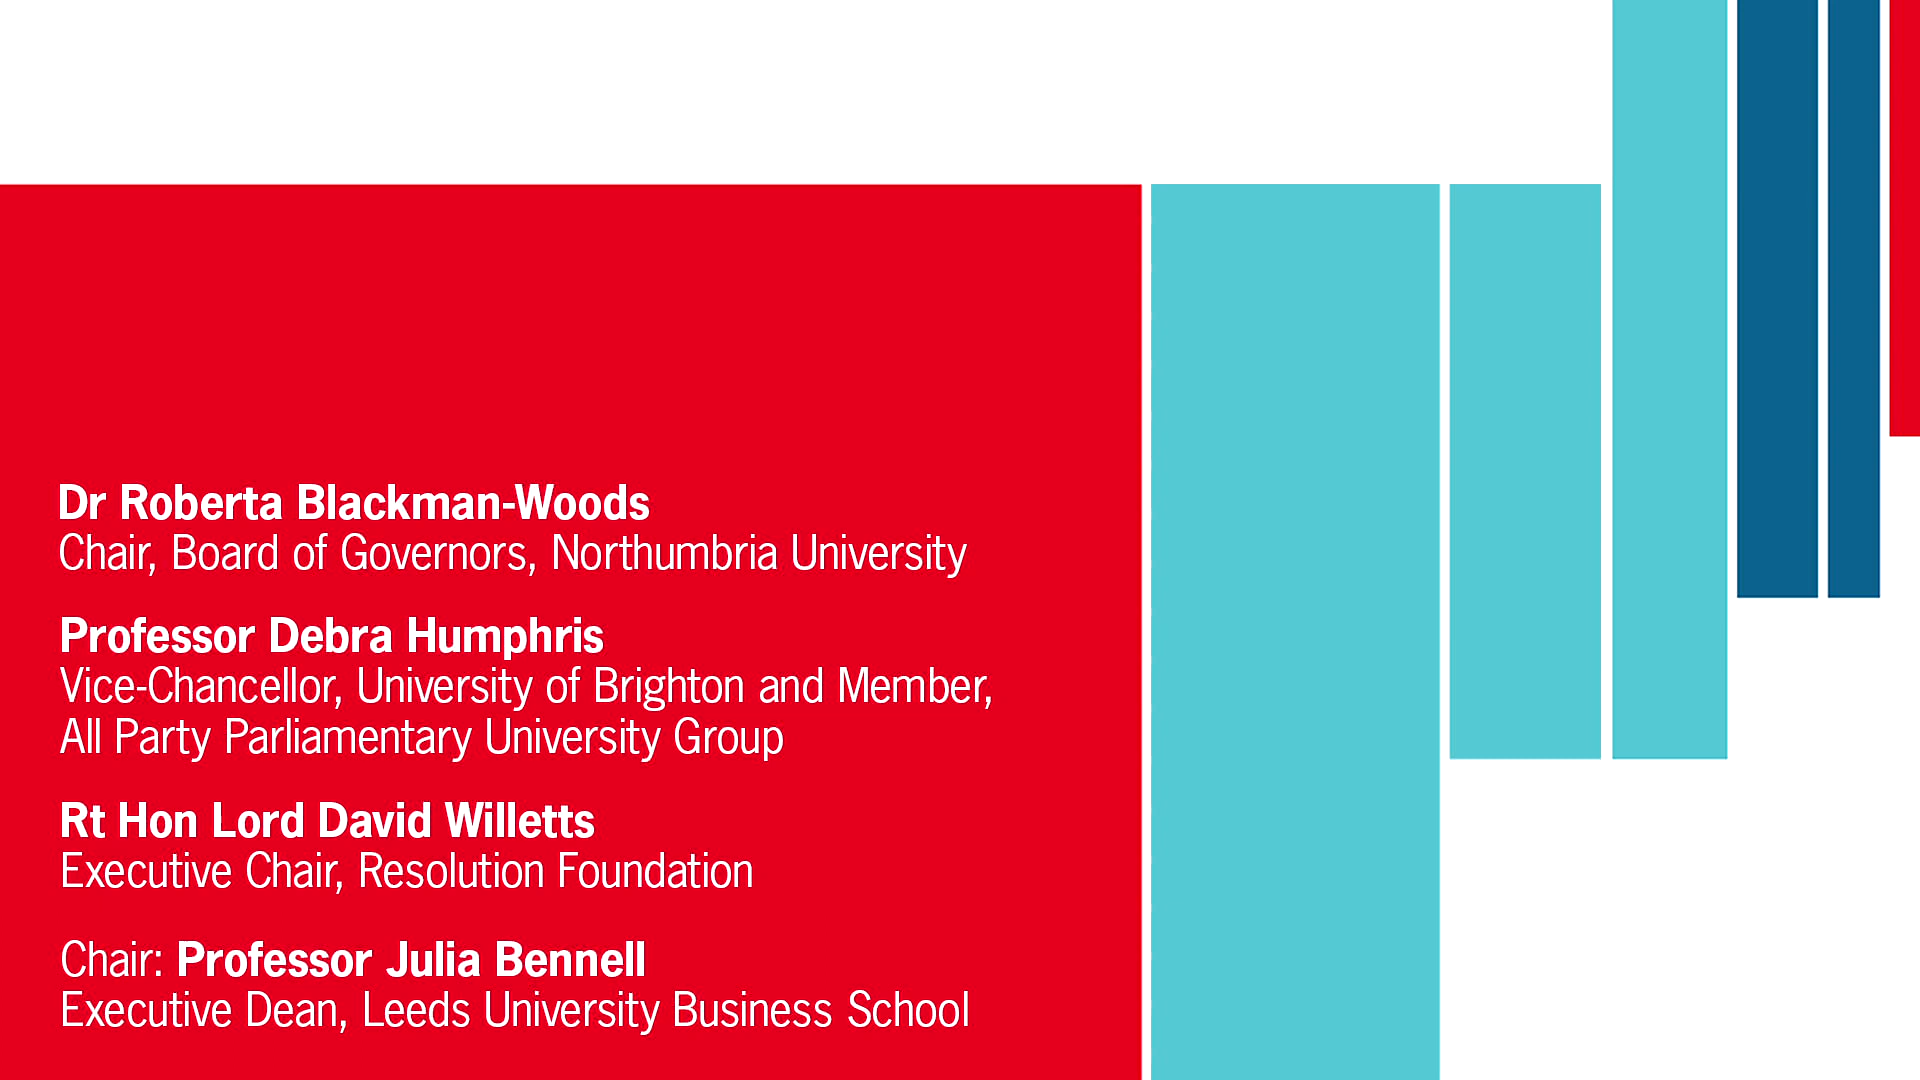 Dr Roberta Blackman-Woods
Chair, Board of Governors, Northumbria University
Professor Debra Humphris
Vice-Chancellor, University of Brighton and Member,
All Party Parliamentary University Group
Rt Hon Lord David Willetts
Executive Chair, Resolution Foundation
Chair: Professor Julia Bennell
Executive Dean, Leeds University Business School